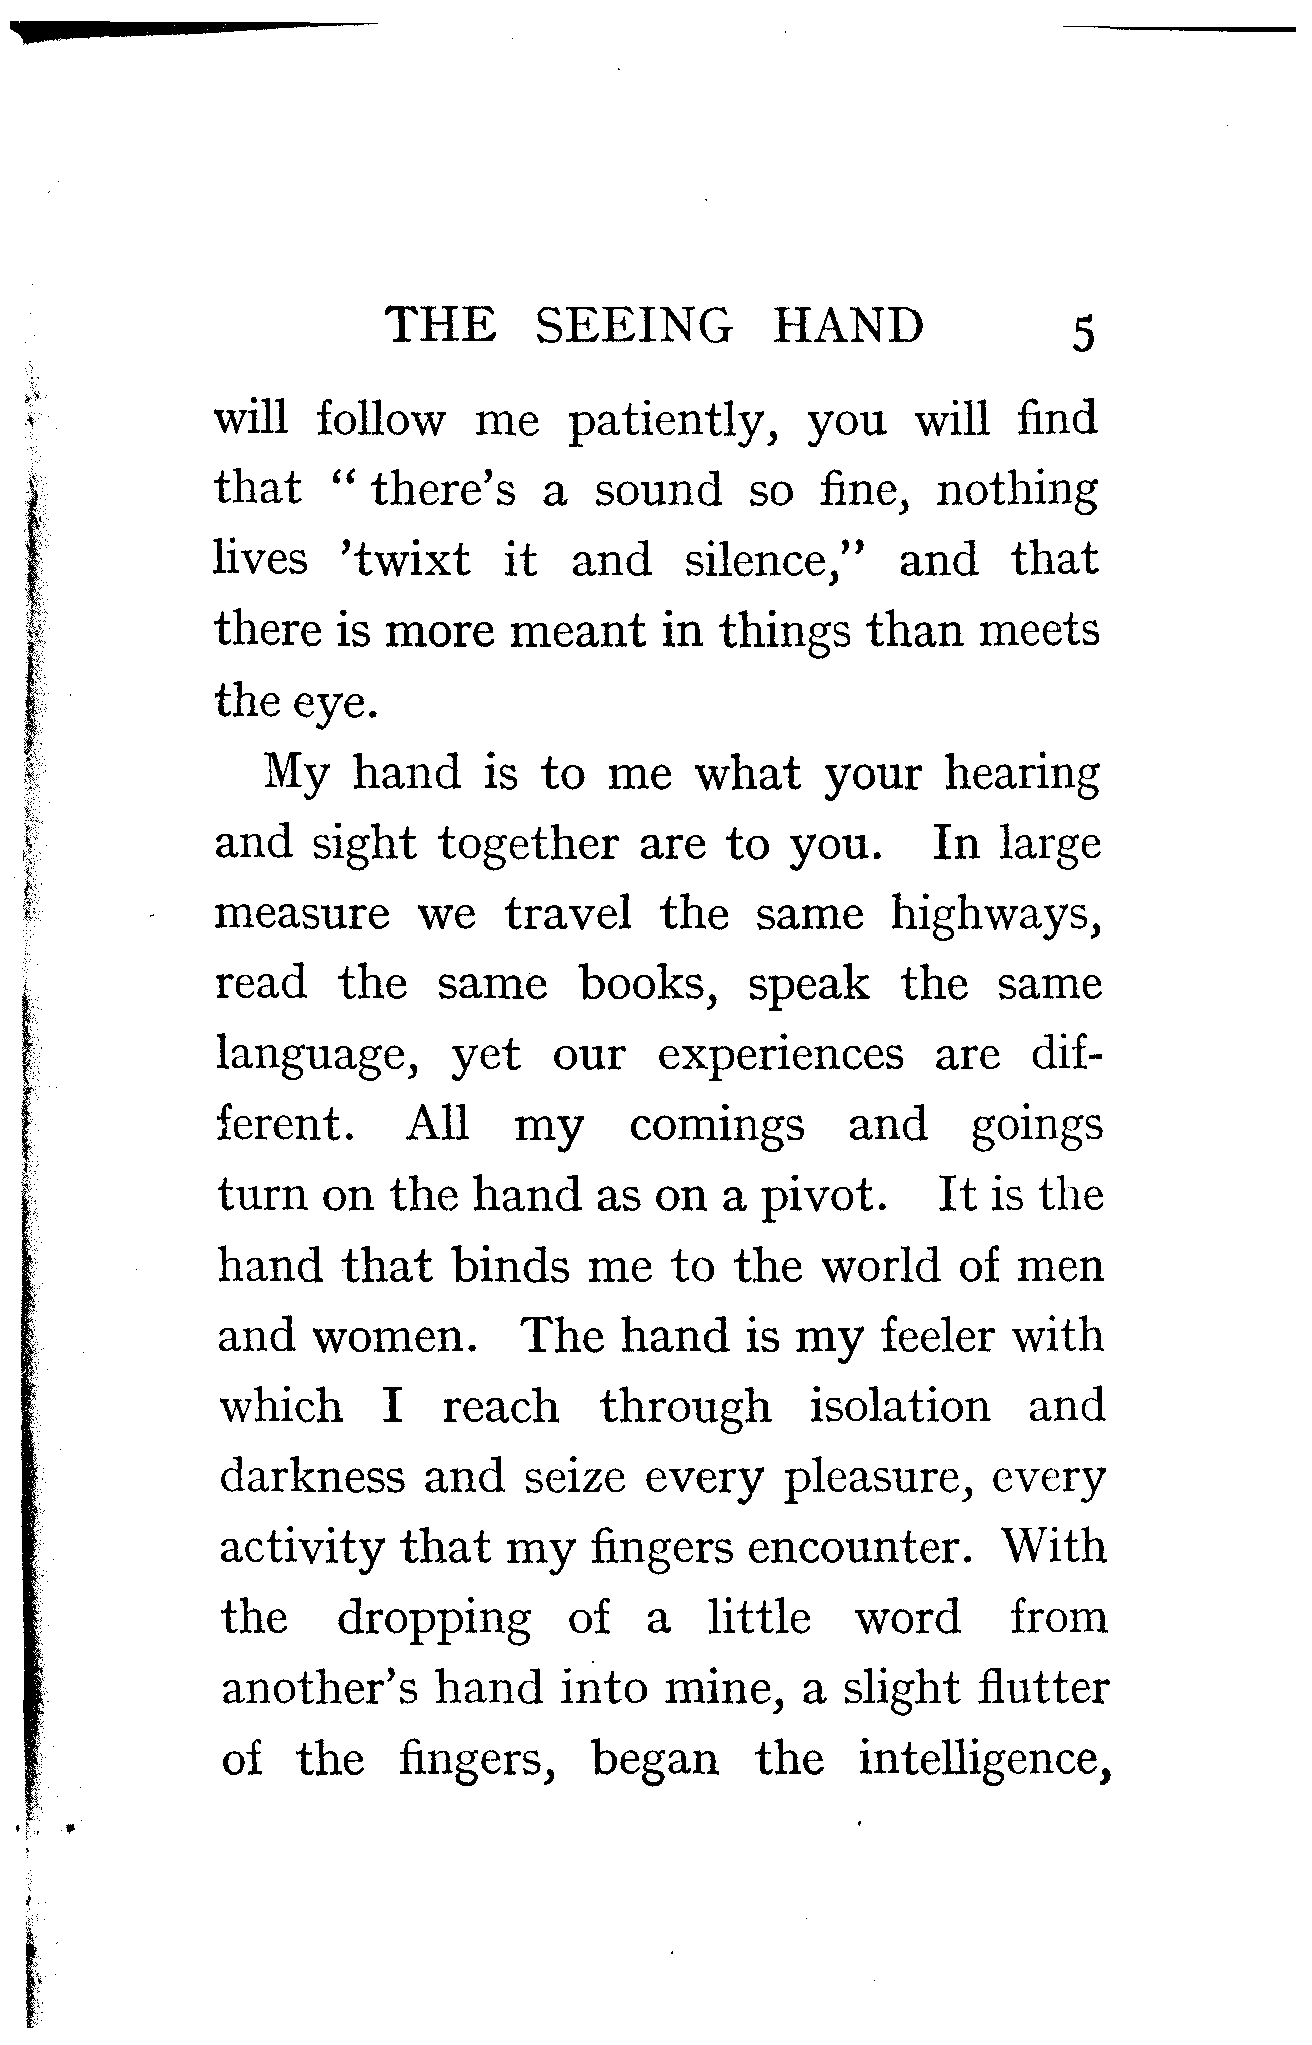 THE SEEING HAND 5
will follow me patiently, you will find
that " there's a sound so fine, nothing
lives 'twixt it and silence," and that
there is more meant in things than meets
the eye.
My hand is to me what your hearing
and sight together are to you. In large
measure we travel the same highways,
read the same books, speak the same
language, yet our experiences are dif-
ferent. All my comings and goings
turn on the hand as on a pivot. It is the
hand that binds me to the world of men
and women. The hand is my feeler with
which I reach through isolation and
darkness and seize every pleasure, every
activity that my fingers encounter. With
the dropping of a little word from
another's hand into mine, a slight flutter
of the fingers, began the intelligence,